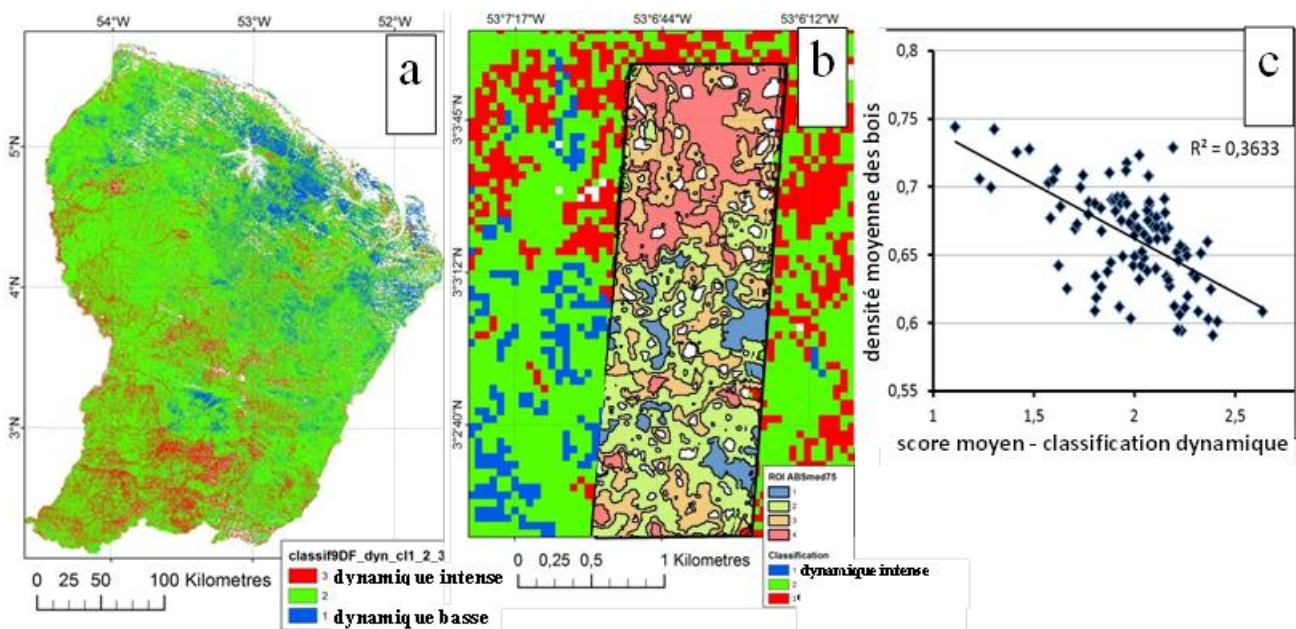 54°W 53°W 52°W
a
5°N
4°N
3°N
0 25 50 100 Kilometres
classif9DF_dyn_cl1_2_3
3 dynamique intense
2
1 dynamique basse
53°7'17"W 53°6'44"W 53°6'12"W
b
3°3'45"N
3°3'12"N
3°2'40"N
0 0,25 0,5 1 Kilometres
ROI ABSmed75
1
2
3
4
Classification
1 dynamique intense
2
3
c
densité moyenne des bois
0,8
0,75
0,7
0,65
0,6
0,55
R² = 0,3633
1 1,5 2 2,5
score moyen - classification dynamique